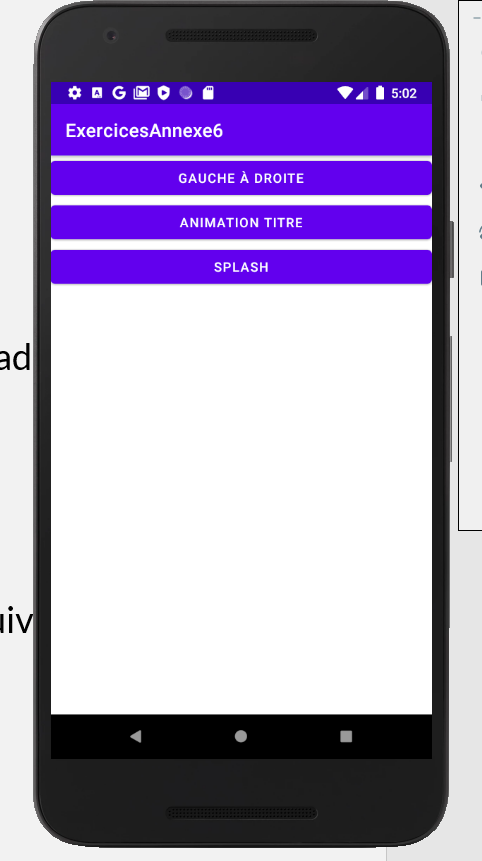 5:02
ExercicesAnnexe6
GAUCHE À DROITE
ANIMATION TITRE
SPLASH
ad
uiv